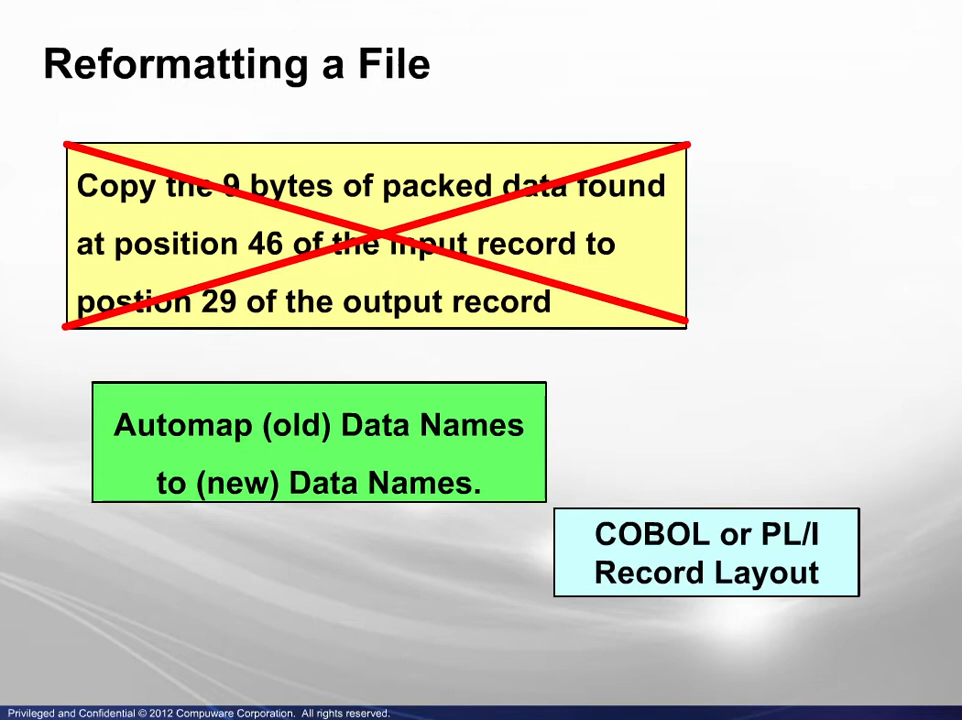 Reformatting a File
Copy the 9 bytes of packed data found
at position 46 of the input record to
postion 29 of the output record
Automap (old) Data Names
to (new) Data Names.
COBOL or PL/I
Record Layout
Privileged and Confidential © 2012 Compuware Corporation. All rights reserved.